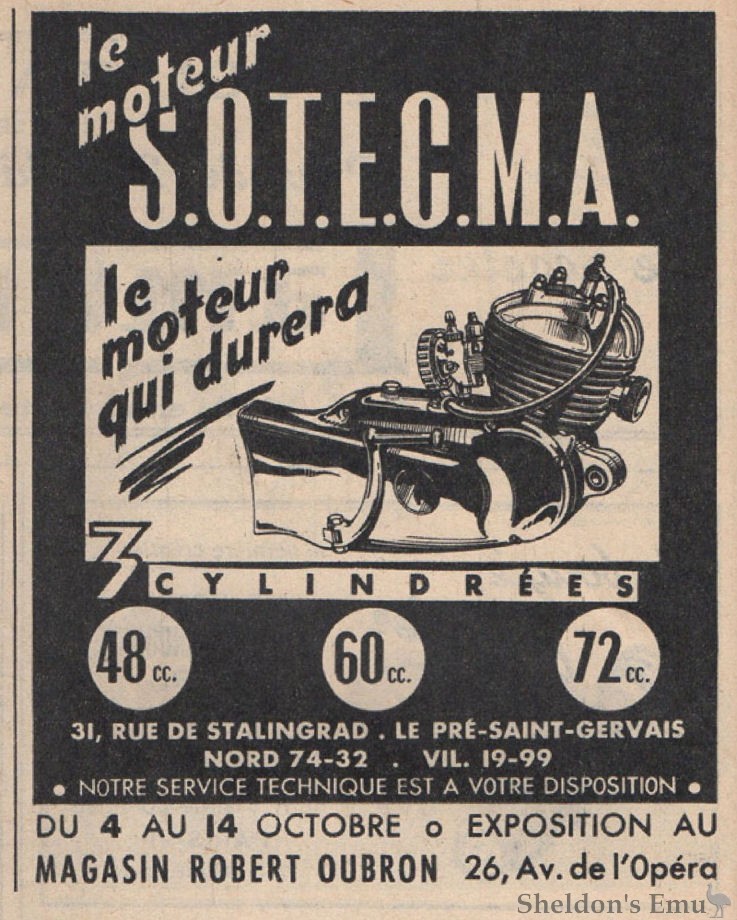 le
moteur
S.O.T.E.C.M.A.
le
moteur
qui durera
3 CYLINDRÉES
48 cc. 60 cc. 72 cc.
31, RUE DE STALINGRAD . LE PRÉ-SAINT-GERVAIS
NORD 74-32 . VIL. 19-99
• NOTRE SERVICE TECHNIQUE EST A VOTRE DISPOSITION •
DU 4 AU 14 OCTOBRE o EXPOSITION AU
MAGASIN ROBERT OUBRON 26, Av. de l'Opéra
Sheldon's Emu